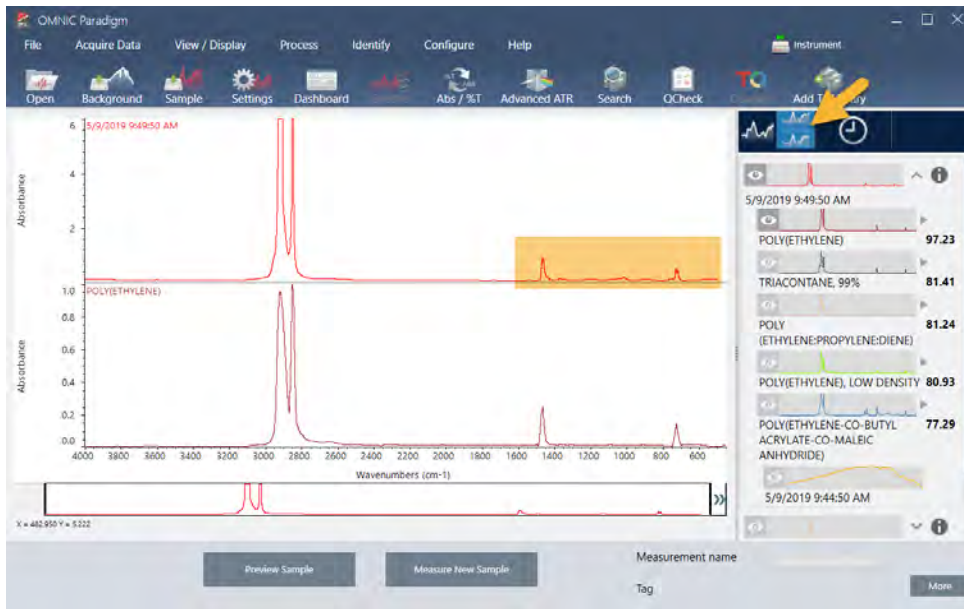 OMNIC Paradigm
File Acquire Data View / Display Process Identify Configure Help Instrument
Open Background Sample Settings Dashboard Abs / %T Advanced ATR Search QCheck
6 5/9/2019 9:49:50 AM
4
2
Absorbance
1.0 POLY(ETHYLENE)
0.8
0.6
0.4
0.2
0.0
Absorbance
4000 3800 3600 3400 3200 3000 2800 2600 2400 2200 2000 1800 1600 1400 1200 1000 800 600
Wavenumbers (cm-1)
X = 482.950 Y = 5.222
5/9/2019 9:49:50 AM
POLY(ETHYLENE) 97.23
TRIACONTANE, 99% 81.41
POLY 81.24
(ETHYLENE:PROPYLENE:DIENE)
POLY(ETHYLENE), LOW DENSITY 80.93
POLY(ETHYLENE-CO-BUTYL 77.29
ACRYLATE-CO-MALEIC
ANHYDRIDE)
5/9/2019 9:44:50 AM
Preview Sample Measure New Sample
Measurement name
Tag
More